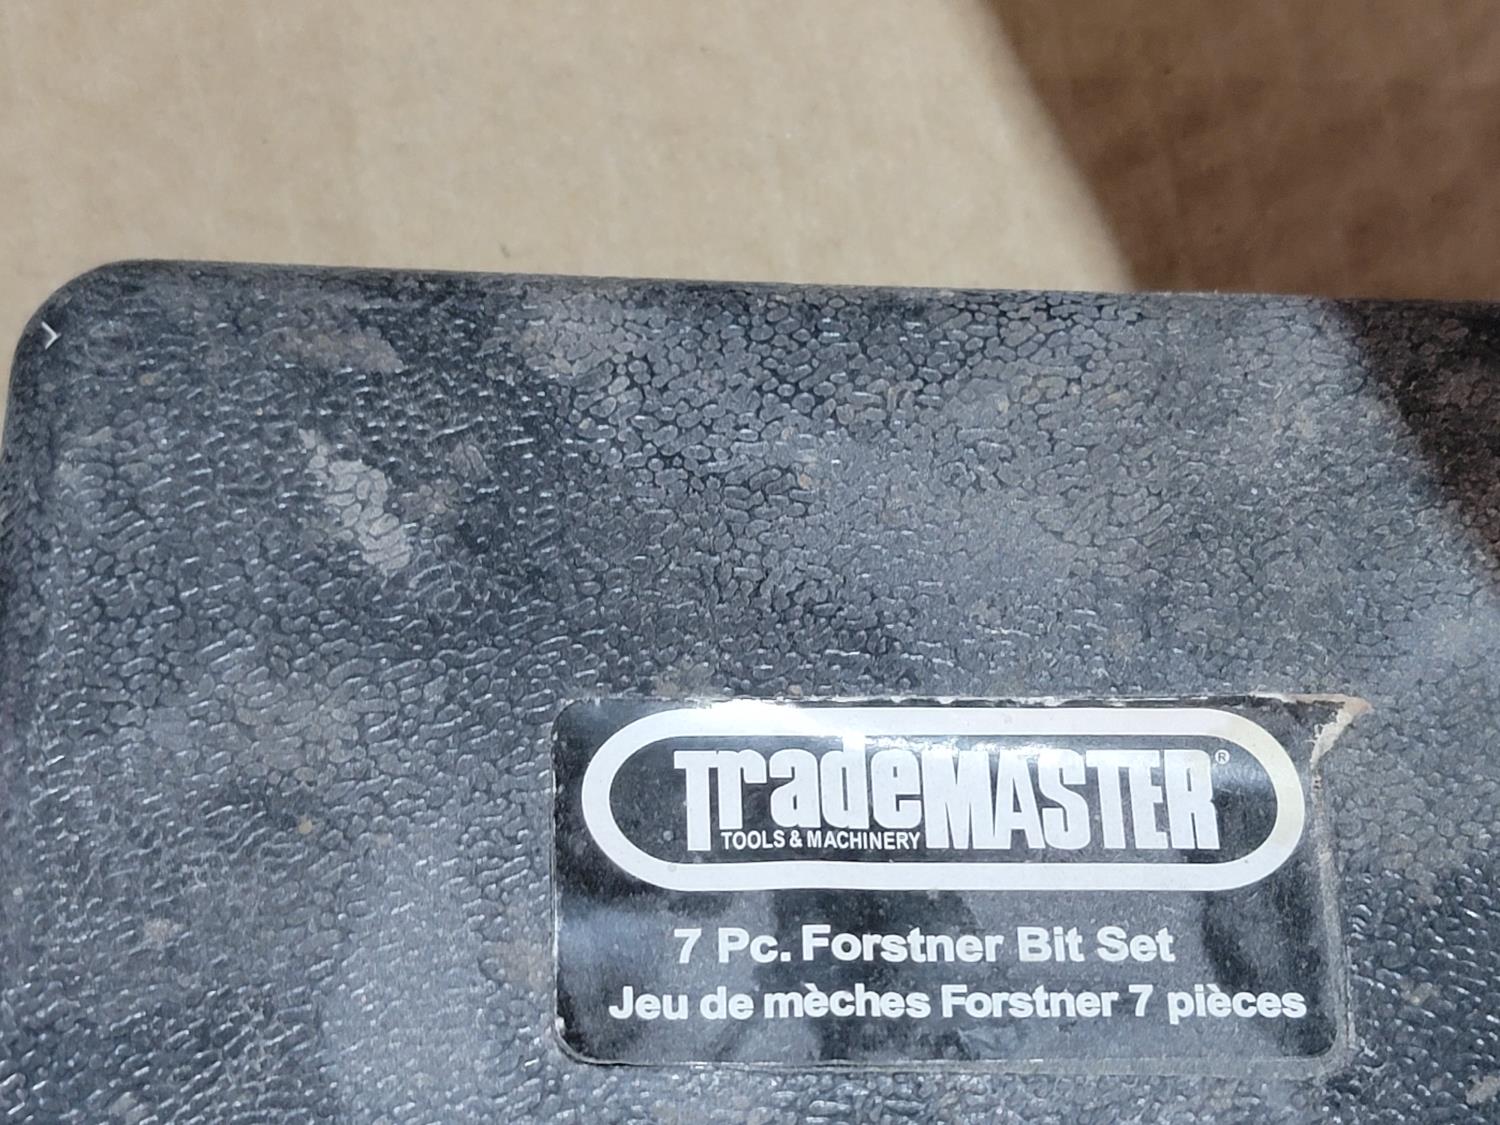 TradeMASTER®
TOOLS & MACHINERY
7 Pc. Forstner Bit Set
Jeu de mèches Forstner 7 pièces